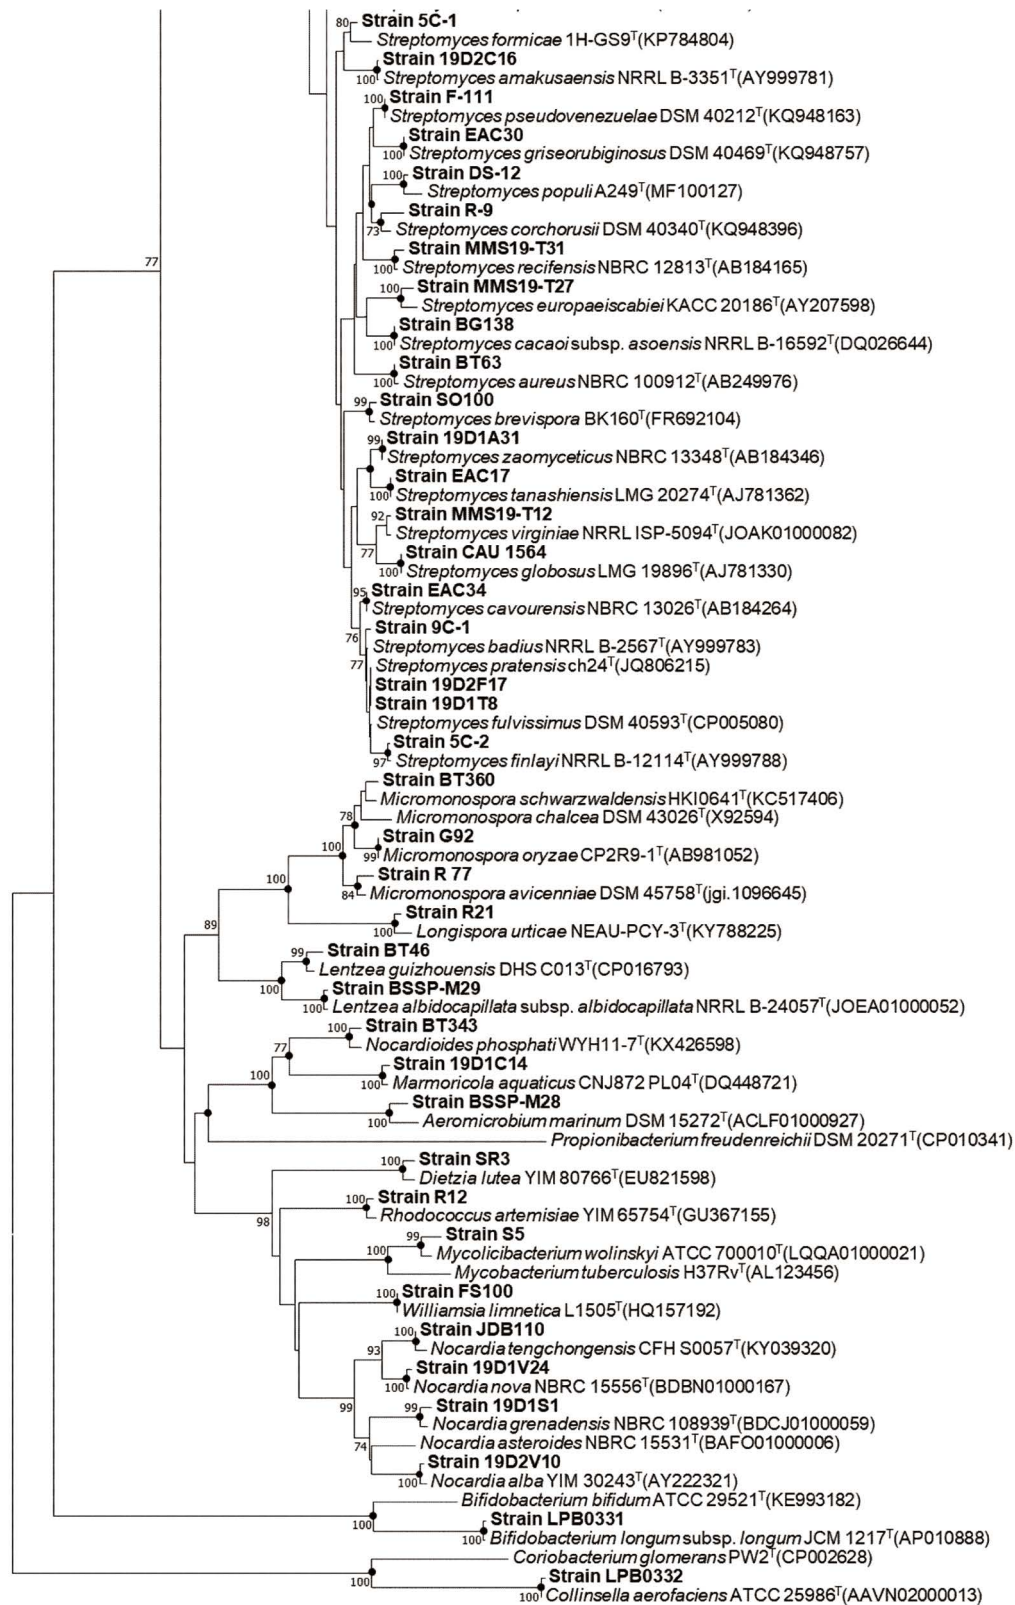 80
Strain 5C-1
Streptomyces formicae 1H-GS9T(KP784804)
Strain 19D2C16
100
Streptomyces amakusaensis NRRL B-3351T(AY999781)
100
Strain F-111
Streptomyces pseudovenezuelae DSM 40212T(KQ948163)
Strain EAC30
100
Streptomyces griseorubiginosus DSM 40469T(KQ948757)
100
Strain DS-12
Streptomyces populi A249T(MF100127)
Strain R-9
73
Streptomyces corchorusii DSM 40340T(KQ948396)
Strain MMS19-T31
77
100
Streptomyces recifensis NBRC 12813T(AB184165)
100
Strain MMS19-T27
Streptomyces europaeiscabiei KACC 20186T(AY207598)
Strain BG138
100
Streptomyces cacaoi subsp. asoensis NRRL B-16592T(DQ026644)
Strain BT63
100
Streptomyces aureus NBRC 100912T(AB249976)
99
Strain SO100
Streptomyces brevispora BK160T(FR692104)
99
Strain 19D1A31
Streptomyces zaomyceticus NBRC 13348T(AB184346)
Strain EAC17
100
Streptomyces tanashiensis LMG 20274T(AJ781362)
92
Strain MMS19-T12
Streptomyces virginiae NRRL ISP-5094T(JOAK01000082)
77
Strain CAU 1564
100
Streptomyces globosus LMG 19896T(AJ781330)
95
Strain EAC34
Streptomyces cavourensis NBRC 13026T(AB184264)
Strain 9C-1
76
Streptomyces badius NRRL B-2567T(AY999783)
77
Streptomyces pratensis ch24T(JQ806215)
Strain 19D2F17
Strain 19D1T8
Streptomyces fulvissimus DSM 40593T(CP005080)
Strain 5C-2
97
Streptomyces finlayi NRRL B-12114T(AY999788)
Strain BT360
Micromonospora schwarzwaldensis HKI0641T(KC517406)
78
Micromonospora chalcea DSM 43026T(X92594)
Strain G92
100
99
Micromonospora oryzae CP2R9-1T(AB981052)
100
Strain R 77
84
Micromonospora avicenniae DSM 45758T(jgi.1096645)
Strain R21
89
100
Longispora urticae NEAU-PCY-3T(KY788225)
99
Strain BT46
Lentzea guizhouensis DHS C013T(CP016793)
100
Strain BSSP-M29
100
Lentzea albidocapillata subsp. albidocapillata NRRL B-24057T(JOEA01000052)
100
Strain BT343
77
Nocardioides phosphati WYH11-7T(KX426598)
Strain 19D1C14
100
100
Marmoricola aquaticus CNJ872 PL04T(DQ448721)
Strain BSSP-M28
100
Aeromicrobium marinum DSM 15272T(ACLF01000927)
Propionibacterium freudenreichii DSM 20271T(CP010341)
100
Strain SR3
Dietzia lutea YIM 80766T(EU821598)
100
Strain R12
98
Rhodococcus artemisiae YIM 65754T(GU367155)
99
Strain S5
100
Mycolicibacterium wolinskyi ATCC 700010T(LQQA01000021)
Mycobacterium tuberculosis H37RvT(AL123456)
100
Strain FS100
Williamsia limnetica L1505T(HQ157192)
100
Strain JDB110
93
Nocardia tengchongensis CFH S0057T(KY039320)
Strain 19D1V24
100
Nocardia nova NBRC 15556T(BDBN01000167)
99
99
Strain 19D1S1
Nocardia grenadensis NBRC 108939T(BDCJ01000059)
74
Nocardia asteroides NBRC 15531T(BAFO01000006)
Strain 19D2V10
100
Nocardia alba YIM 30243T(AY222321)
Bifidobacterium bifidum ATCC 29521T(KE993182)
100
Strain LPB0331
100
Bifidobacterium longum subsp. longum JCM 1217T(AP010888)
Coriobacterium glomerans PW2T(CP002628)
100
Strain LPB0332
100
Collinsella aerofaciens ATCC 25986T(AAVN02000013)